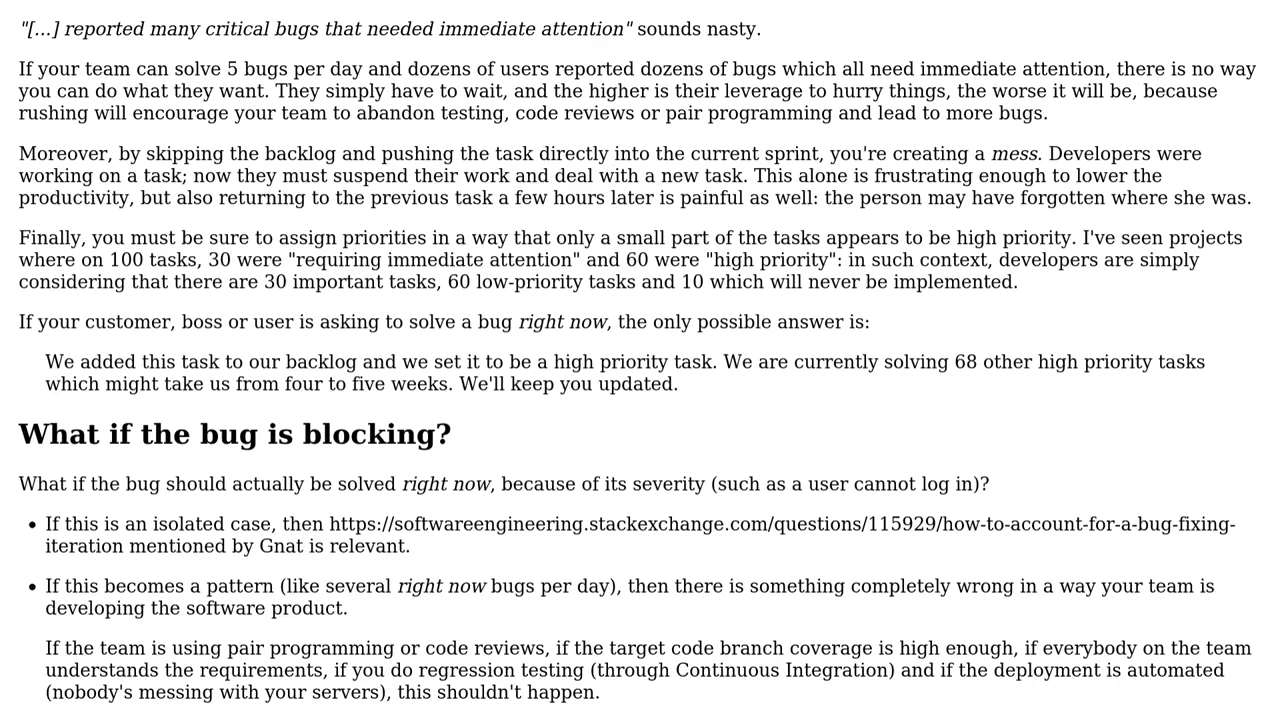 "[...] reported many critical bugs that needed immediate attention" sounds nasty.
If your team can solve 5 bugs per day and dozens of users reported dozens of bugs which all need immediate attention, there is no way
you can do what they want. They simply have to wait, and the higher is their leverage to hurry things, the worse it will be, because
rushing will encourage your team to abandon testing, code reviews or pair programming and lead to more bugs.
Moreover, by skipping the backlog and pushing the task directly into the current sprint, you're creating a mess. Developers were
working on a task; now they must suspend their work and deal with a new task. This alone is frustrating enough to lower the
productivity, but also returning to the previous task a few hours later is painful as well: the person may have forgotten where she was.
Finally, you must be sure to assign priorities in a way that only a small part of the tasks appears to be high priority. I've seen projects
where on 100 tasks, 30 were "requiring immediate attention" and 60 were "high priority": in such context, developers are simply
considering that there are 30 important tasks, 60 low-priority tasks and 10 which will never be implemented.
If your customer, boss or user is asking to solve a bug right now, the only possible answer is:
We added this task to our backlog and we set it to be a high priority task. We are currently solving 68 other high priority tasks
which might take us from four to five weeks. We'll keep you updated.
What if the bug is blocking?
What if the bug should actually be solved right now, because of its severity (such as a user cannot log in)?
• If this is an isolated case, then https://softwareengineering.stackexchange.com/questions/115929/how-to-account-for-a-bug-fixing-
iteration mentioned by Gnat is relevant.
• If this becomes a pattern (like several right now bugs per day), then there is something completely wrong in a way your team is
developing the software product.
If the team is using pair programming or code reviews, if the target code branch coverage is high enough, if everybody on the team
understands the requirements, if you do regression testing (through Continuous Integration) and if the deployment is automated
(nobody's messing with your servers), this shouldn't happen.